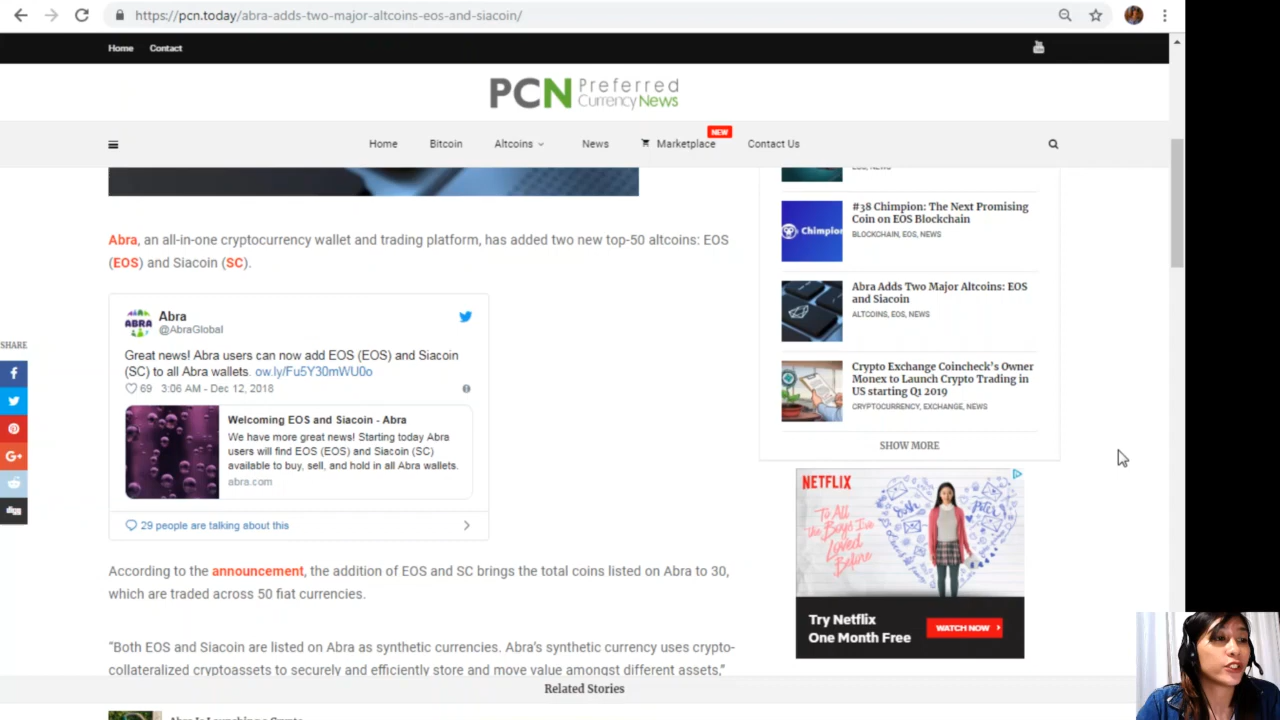 https://pcn.today/abra-adds-two-major-altcoins-eos-and-siacoin/
Home Contact
PCN Preferred
Currency News
Home Bitcoin Altcoins News Marketplace NEW Contact Us
Abra, an all-in-one cryptocurrency wallet and trading platform, has added two new top-50 altcoins: EOS
(EOS) and Siacoin (SC).
ABRA
Abra
@AbraGlobal
Great news! Abra users can now add EOS (EOS) and Siacoin
(SC) to all Abra wallets. ow.ly/Fu5Y30mWU0o
69 3:06 AM - Dec 12, 2018
Welcoming EOS and Siacoin - Abra
We have more great news! Starting today Abra
users will find EOS (EOS) and Siacoin (SC)
available to buy, sell, and hold in all Abra wallets.
abra.com
29 people are talking about this
According to the announcement, the addition of EOS and SC brings the total coins listed on Abra to 30,
which are traded across 50 fiat currencies.
“Both EOS and Siacoin are listed on Abra as synthetic currencies. Abra’s synthetic currency uses crypto-
collateralized cryptoassets to securely and efficiently store and move value amongst different assets,”
SHARE
G+
digg
EOS, NEWS
Chimpion
#38 Chimpion: The Next Promising
Coin on EOS Blockchain
BLOCKCHAIN, EOS, NEWS
Abra Adds Two Major Altcoins: EOS
and Siacoin
ALTCOINS, EOS, NEWS
Crypto Exchange Coincheck’s Owner
Monex to Launch Crypto Trading in
US starting Q1 2019
CRYPTOCURRENCY, EXCHANGE, NEWS
SHOW MORE
NETFLIX
To All
the Boys I've
Loved
Before
Try Netflix
One Month Free
WATCH NOW
Related Stories
Abra Is Launching a Crypto